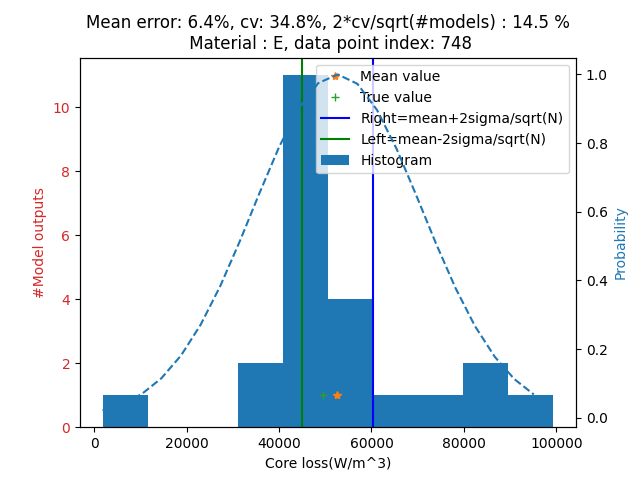 Mean error: 6.4%, cv: 34.8%, 2*cv/sqrt(#models) : 14.5 %
Material : E, data point index: 748
Mean value
True value
Right=mean+2sigma/sqrt(N)
Left=mean-2sigma/sqrt(N)
Histogram
#Model outputs
10
8
6
4
2
0
1.0
0.8
0.6
0.4
0.2
0.0
Probability
0 20000 40000 60000 80000 100000
Core loss(W/m^3)